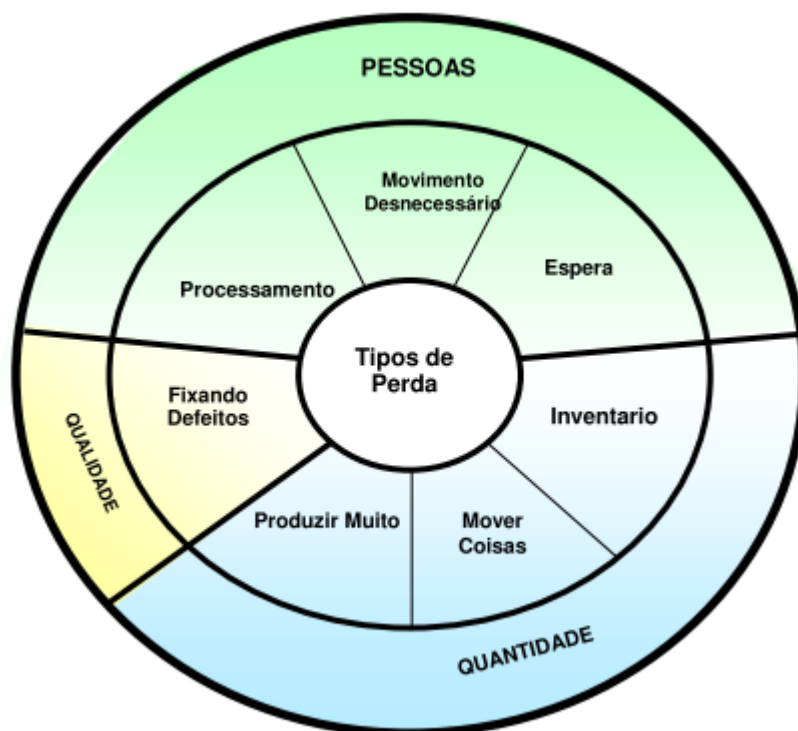 PESSOAS
Movimento
Desnecessário
Espera
Processamento
Tipos de
Perda
Fixando
Defeitos
Inventario
QUALIDADE
Produzir Muito
Mover
Coisas
QUANTIDADE